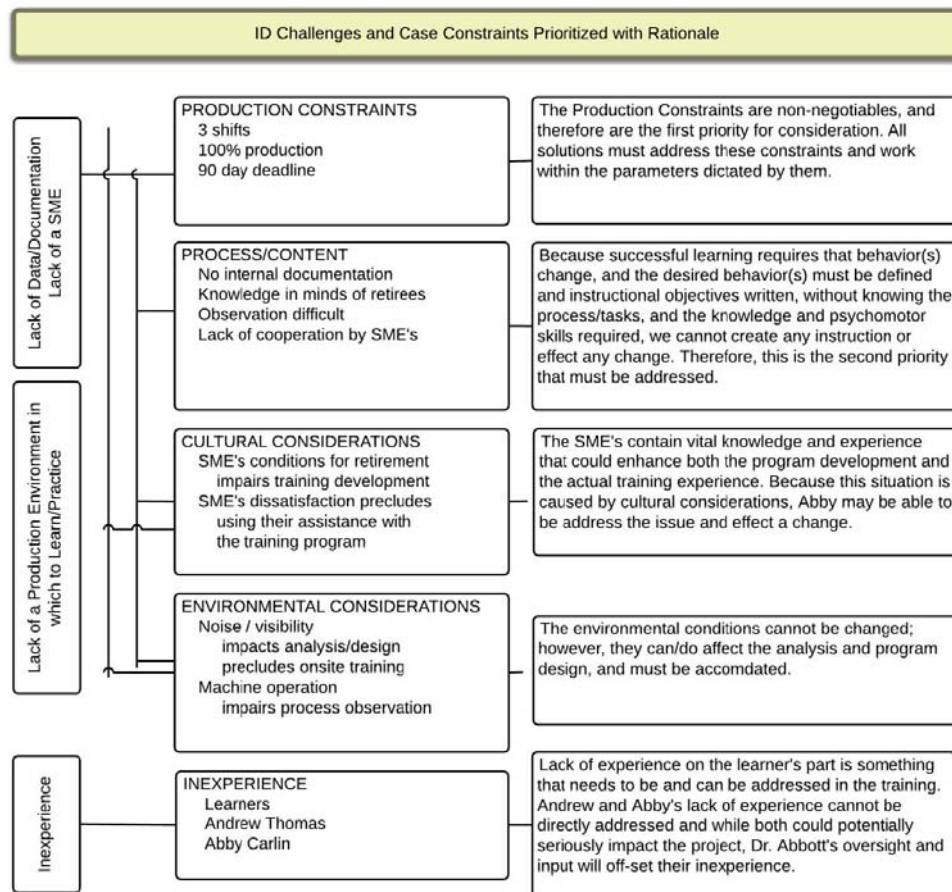 ID Challenges and Case Constraints Prioritized with Rationale
Lack of Data/Documentation
Lack of a SME
PRODUCTION CONSTRAINTS
3 shifts
100% production
90 day deadline
The Production Constraints are non-negotiables, and
therefore are the first priority for consideration. All
solutions must address these constraints and work
within the parameters dictated by them.
PROCESS/CONTENT
No internal documentation
Knowledge in minds of retirees
Observation difficult
Lack of cooperation by SME's
Because successful learning requires that behavior(s)
change, and the desired behavior(s) must be defined
and instructional objectives written, without knowing the
process/tasks, and the knowledge and psychomotor
skills required, we cannot create any instruction or
effect any change. Therefore, this is the second priority
that must be addressed.
Lack of a Production Environment in
which to Learn/Practice
CULTURAL CONSIDERATIONS
SME's conditions for retirement
impairs training development
SME's dissatisfaction precludes
using their assistance with
the training program
The SME's contain vital knowledge and experience
that could enhance both the program development and
the actual training experience. Because this situation is
caused by cultural considerations, Abby may be able to
be address the issue and effect a change.
ENVIRONMENTAL CONSIDERATIONS
Noise / visibility
impacts analysis/design
precludes onsite training
Machine operation
impairs process observation
The environmental conditions cannot be changed;
however, they can/do affect the analysis and program
design, and must be accomdated.
Inexperience
INEXPERIENCE
Learners
Andrew Thomas
Abby Carlin
Lack of experience on the learner's part is something
that needs to be and can be addressed in the training.
Andrew and Abby's lack of experience cannot be
directly addressed and while both could potentially
seriously impact the project, Dr. Abbott's oversight and
input will off-set their inexperience.